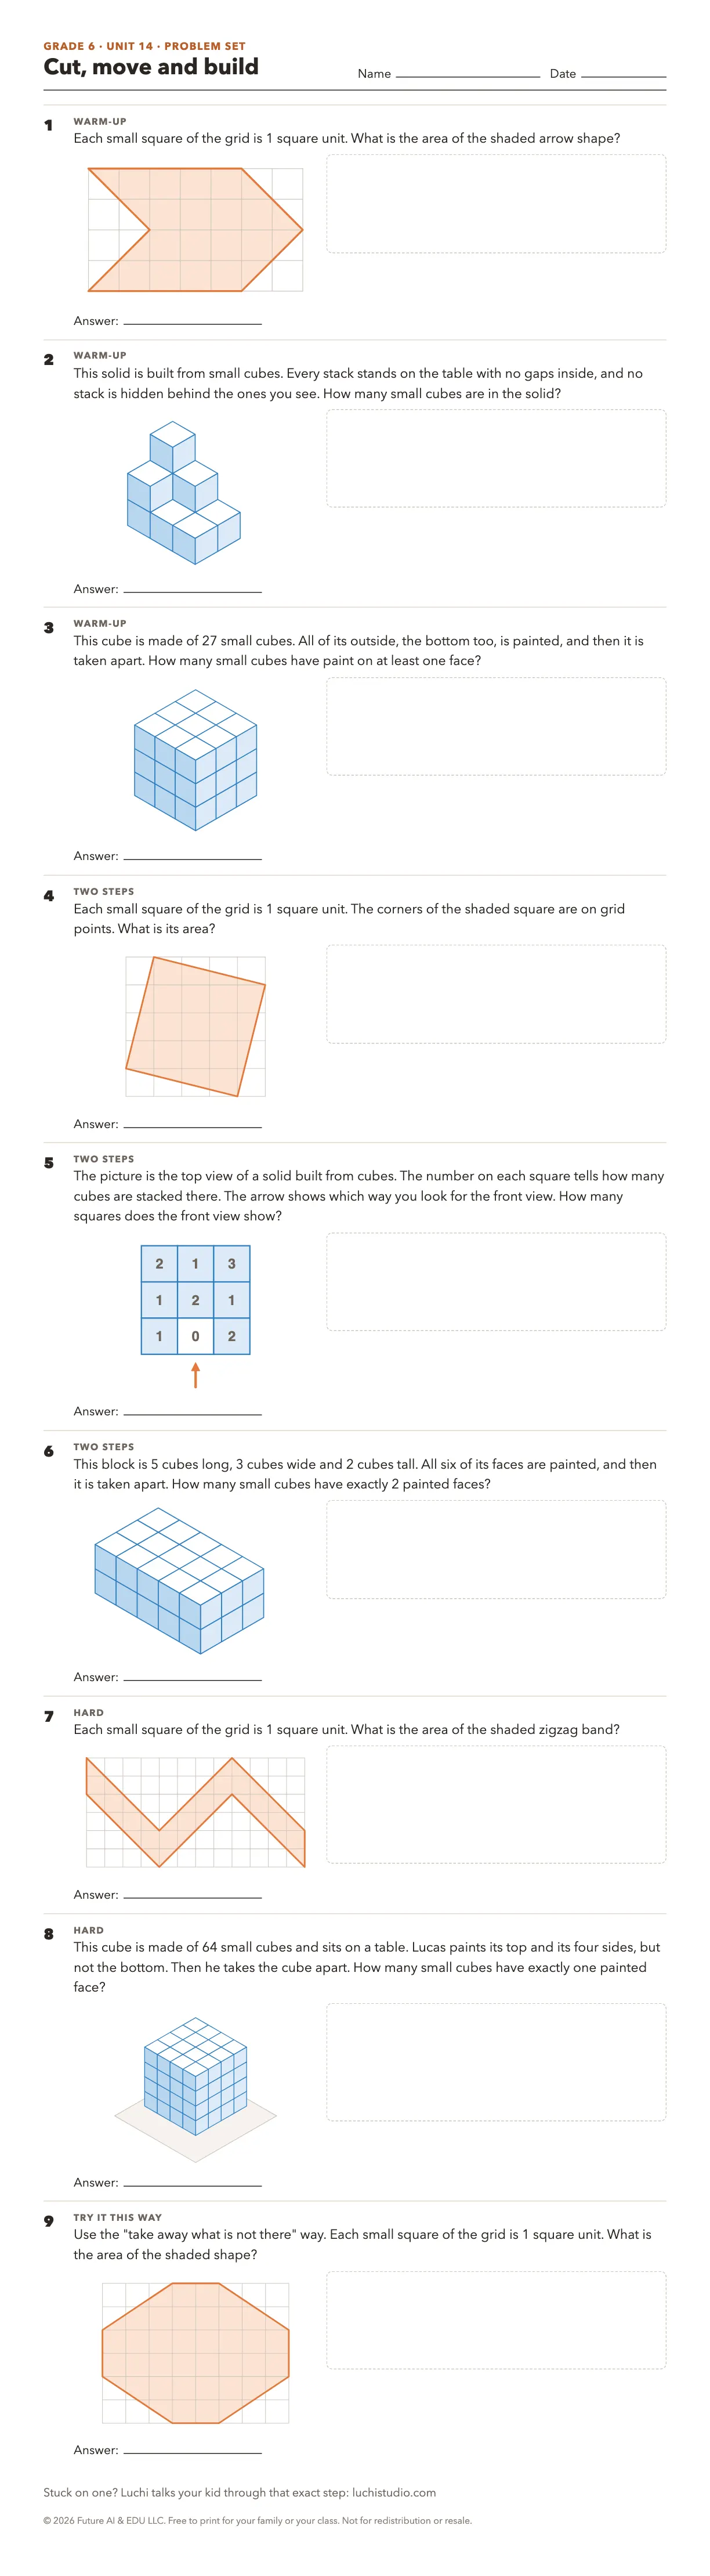 GRADE 6 · UNIT 14 · PROBLEM SET
Cut, move and build
Name
Date
1
WARM-UP
Each small square of the grid is 1 square unit. What is the area of the shaded arrow shape?
Answer:
2
WARM-UP
This solid is built from small cubes. Every stack stands on the table with no gaps inside, and no
stack is hidden behind the ones you see. How many small cubes are in the solid?
Answer:
3
WARM-UP
This cube is made of 27 small cubes. All of its outside, the bottom too, is painted, and then it is
taken apart. How many small cubes have paint on at least one face?
Answer:
4
TWO STEPS
Each small square of the grid is 1 square unit. The corners of the shaded square are on grid
points. What is its area?
Answer:
5
TWO STEPS
The picture is the top view of a solid built from cubes. The number on each square tells how many
cubes are stacked there. The arrow shows which way you look for the front view. How many
squares does the front view show?
2 1 3
1 2 1
1 0 2
Answer:
6
TWO STEPS
This block is 5 cubes long, 3 cubes wide and 2 cubes tall. All six of its faces are painted, and then
it is taken apart. How many small cubes have exactly 2 painted faces?
Answer:
7
HARD
Each small square of the grid is 1 square unit. What is the area of the shaded zigzag band?
Answer:
8
HARD
This cube is made of 64 small cubes and sits on a table. Lucas paints its top and its four sides, but
not the bottom. Then he takes the cube apart. How many small cubes have exactly one painted
face?
Answer:
9
TRY IT THIS WAY
Use the "take away what is not there" way. Each small square of the grid is 1 square unit. What is
the area of the shaded shape?
Answer:
Stuck on one? Luchi talks your kid through that exact step: luchistudio.com
© 2026 Future AI & EDU LLC. Free to print for your family or your class. Not for redistribution or resale.